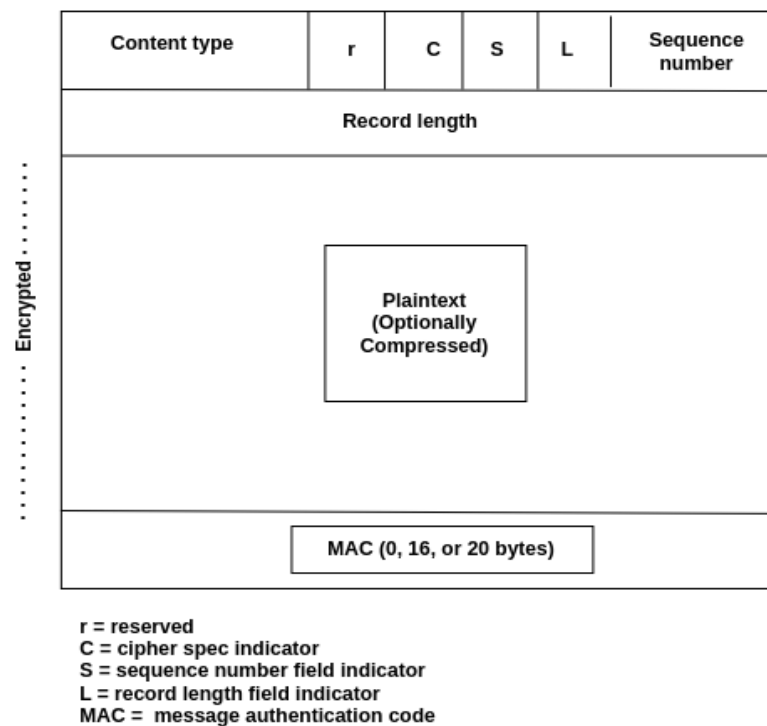 Content type
r
C
S
L
Sequence
number
Record length
Encrypted
Plaintext
(Optionally
Compressed)
MAC (0, 16, or 20 bytes)
r = reserved
C = cipher spec indicator
S = sequence number field indicator
L = record length field indicator
MAC = message authentication code